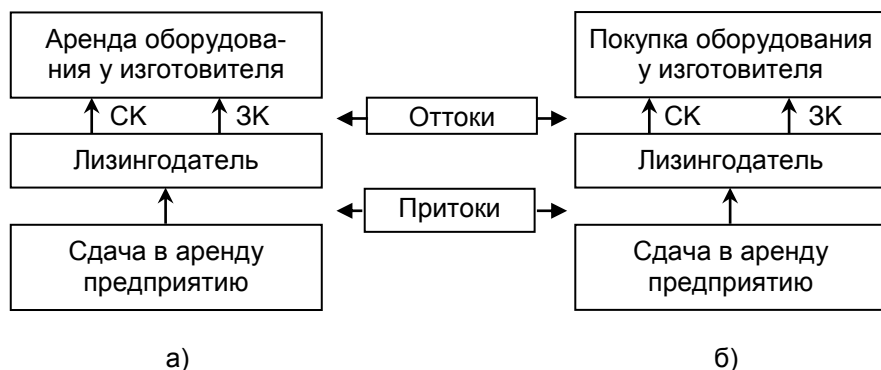 Аренда оборудова-
ния у изготовителя
СК
ЗК
Лизингодатель
Сдача в аренду
предприятию
а)
Оттоки
Притоки
Покупка оборудования
у изготовителя
СК
ЗК
Лизингодатель
Сдача в аренду
предприятию
б)